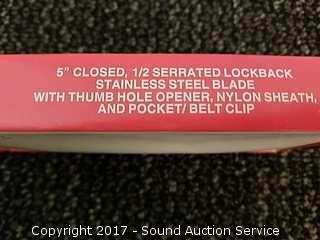 5" CLOSED, 1/2 SERRATED LOCKBACK
STAINLESS STEEL BLADE
WITH THUMB HOLE OPENER, NYLON SHEATH,
AND POCKET/ BELT CLIP
Copyright 2017 - Sound Auction Service